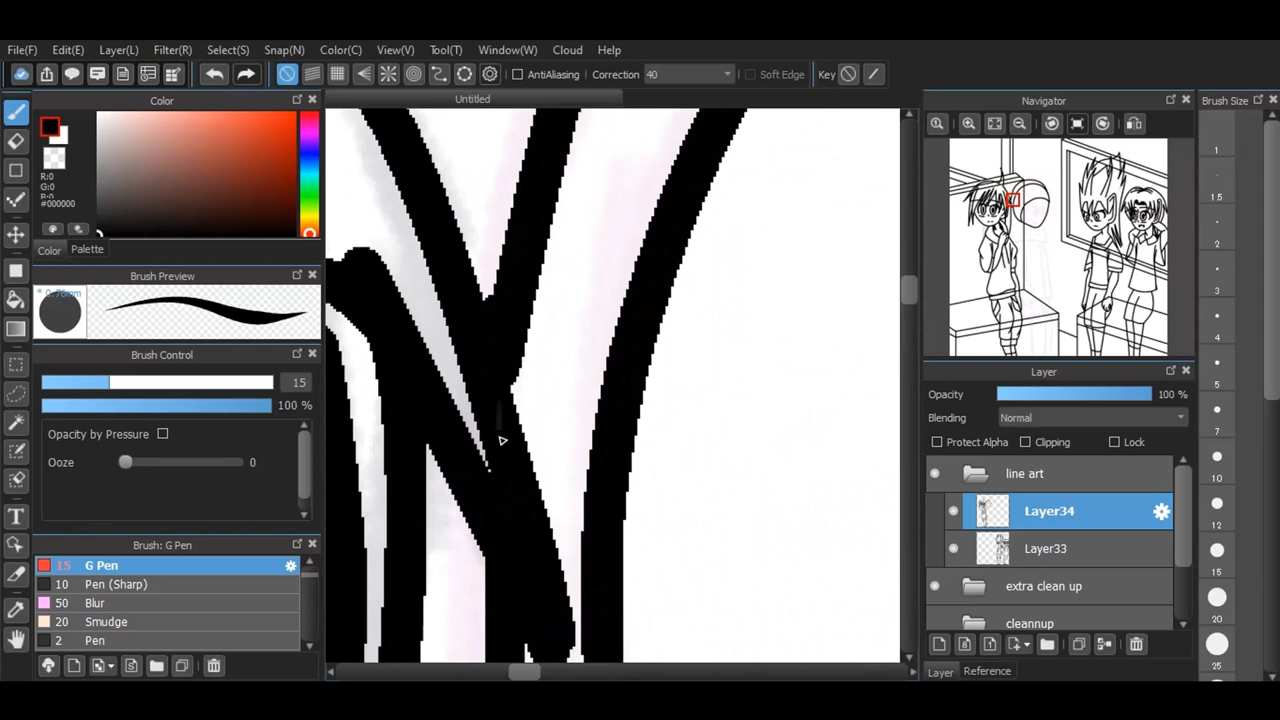 File(F) Edit(E) Layer(L) Filter(R) Select(S) Snap(N) Color(C) View(V) Tool(T) Window(W) Cloud Help
AntiAliasing Correction 40 Soft Edge Key
Color
R:0
G:0
B:0
#000000
Color Palette
Brush Preview
* 0.76mm
Brush Control
15
100 %
Opacity by Pressure
Ooze 0
Brush: G Pen
15 G Pen
10 Pen (Sharp)
50 Blur
20 Smudge
2 Pen
Untitled
Navigator
Layer
Opacity 100 %
Blending Normal
Protect Alpha Clipping Lock
line art
Layer34
Layer33
extra clean up
cleannup
Layer Reference
Brush Size
1
1.5
2
3
4
5
7
10
12
15
20
25